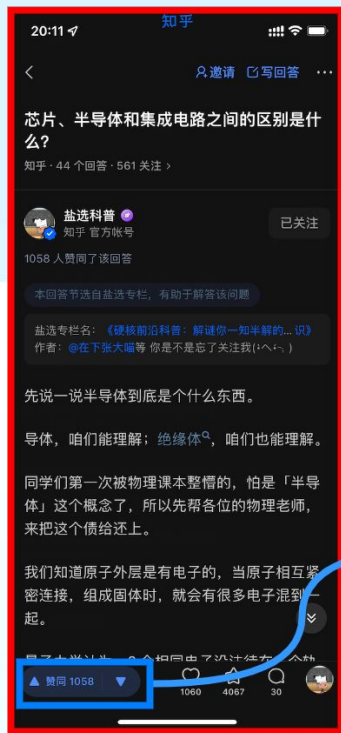 知乎
20:11
邀请 写回答 ...
芯片、半导体和集成电路之间的区别是什
么?
知乎 · 44 个回答 · 561 关注 >
盐选科普
知乎 官方帐号
已关注
1058 人赞同了该回答
本回答节选自盐选专栏，有助于解答该问题
盐选专栏名：《硬核前沿科普：解谜你一知半解的... 识》
作者：@在下张大喵等 你是不是忘了关注我(
先说一说半导体到底是个什么东西。
导体，咱们能理解；绝缘体，咱们也能理解。
同学们第一次被物理课本整懵的，怕是「半导
体」这个概念了，所以先帮各位的物理老师，
来把这个债给还上。
我们知道原子外层是有电子的，当原子相互紧
密连接，组成固体时，就会有很多电子混到一
起。
赞同 1058
1060
4067
30